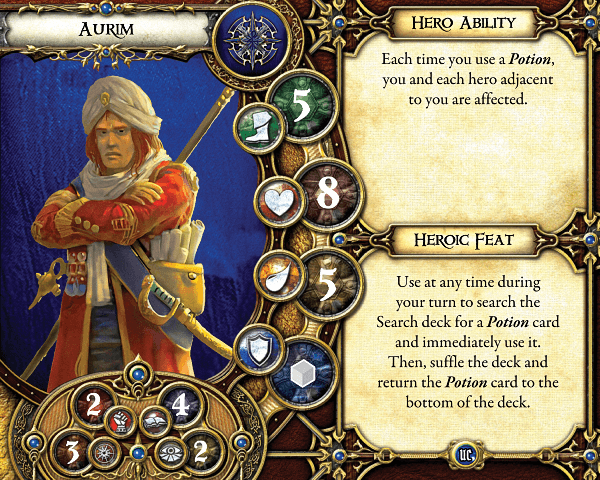 Aurim
5
8
5
2
4
3
2
Hero Ability
Each time you use a Potion,
you and each hero adjacent
to you are affected.
Heroic Feat
Use at any time during
your turn to search the
Search deck for a Potion card
and immediately use it.
Then, suffle the deck and
return the Potion card to the
bottom of the deck.
UC